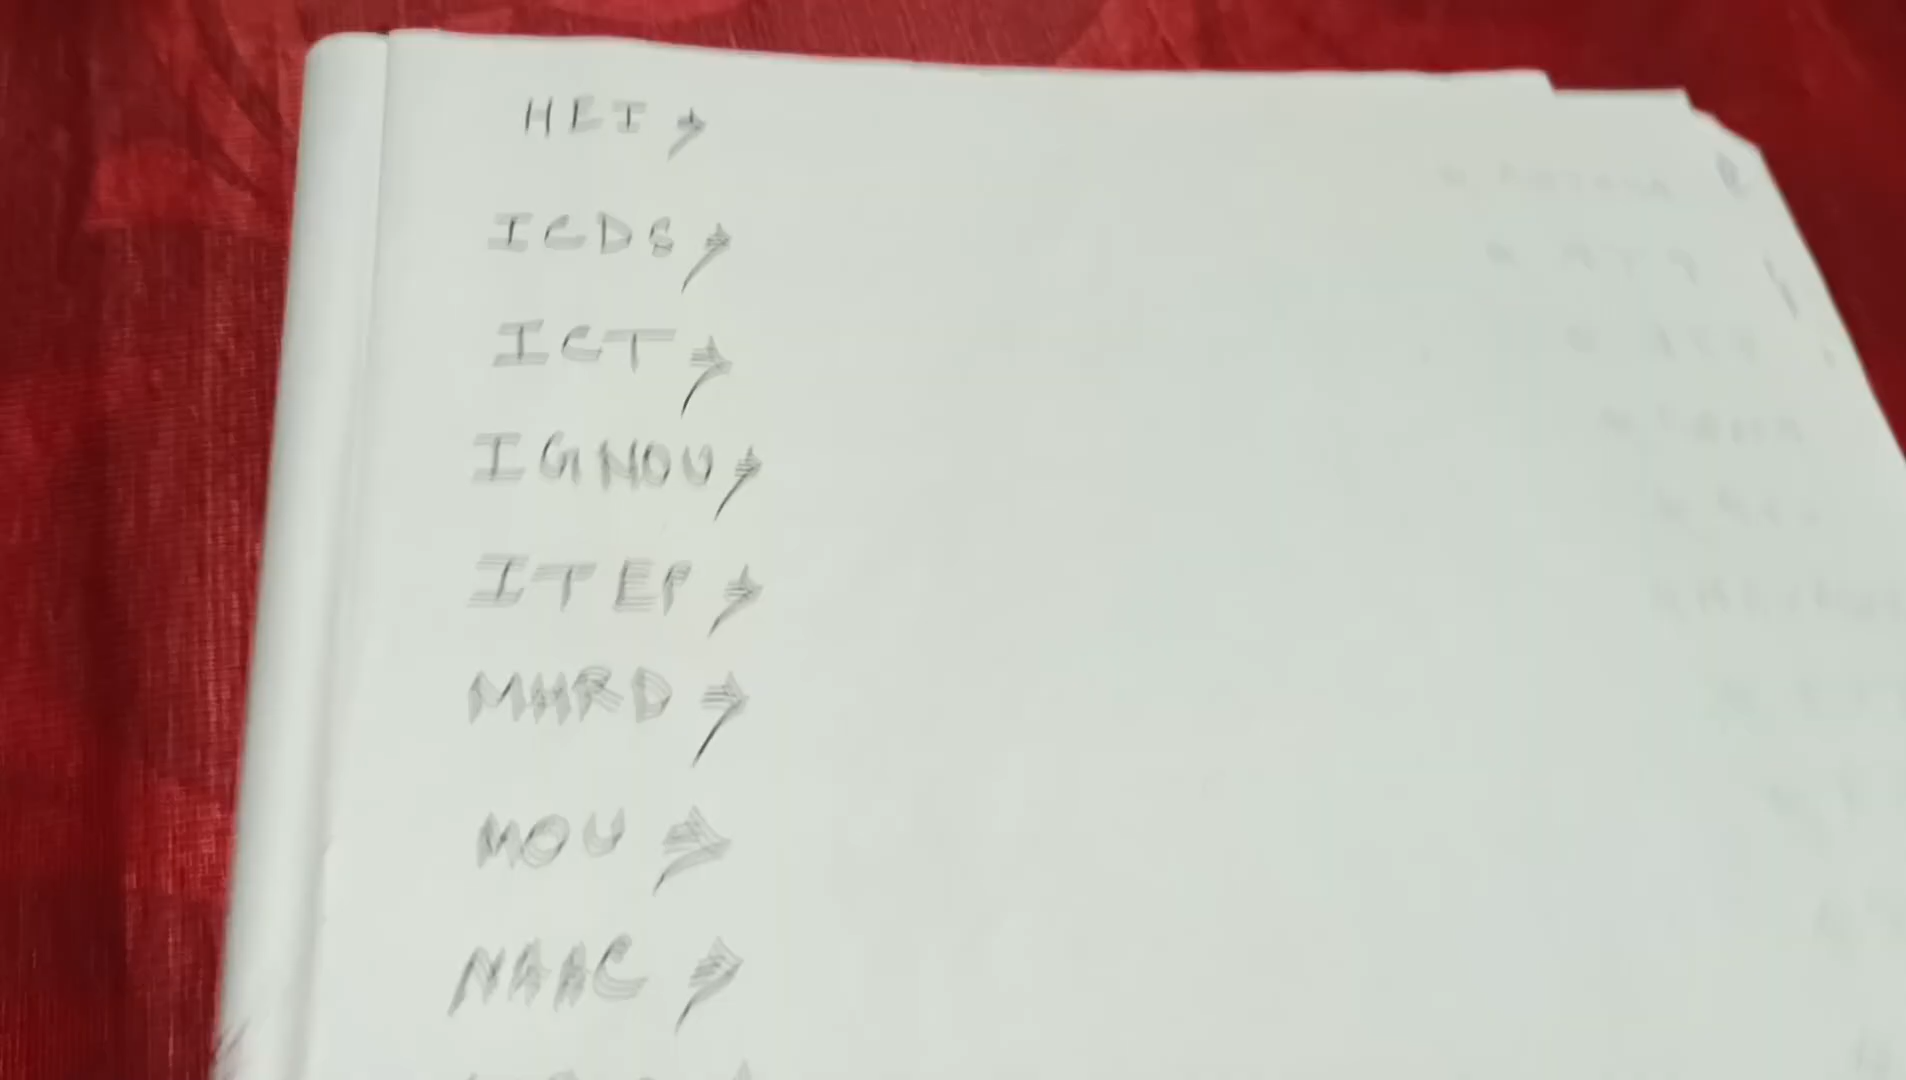 HEI →
ICDS →
ICT →
IGNOU →
ITEP →
MHRD →
MOU →
NAAC →